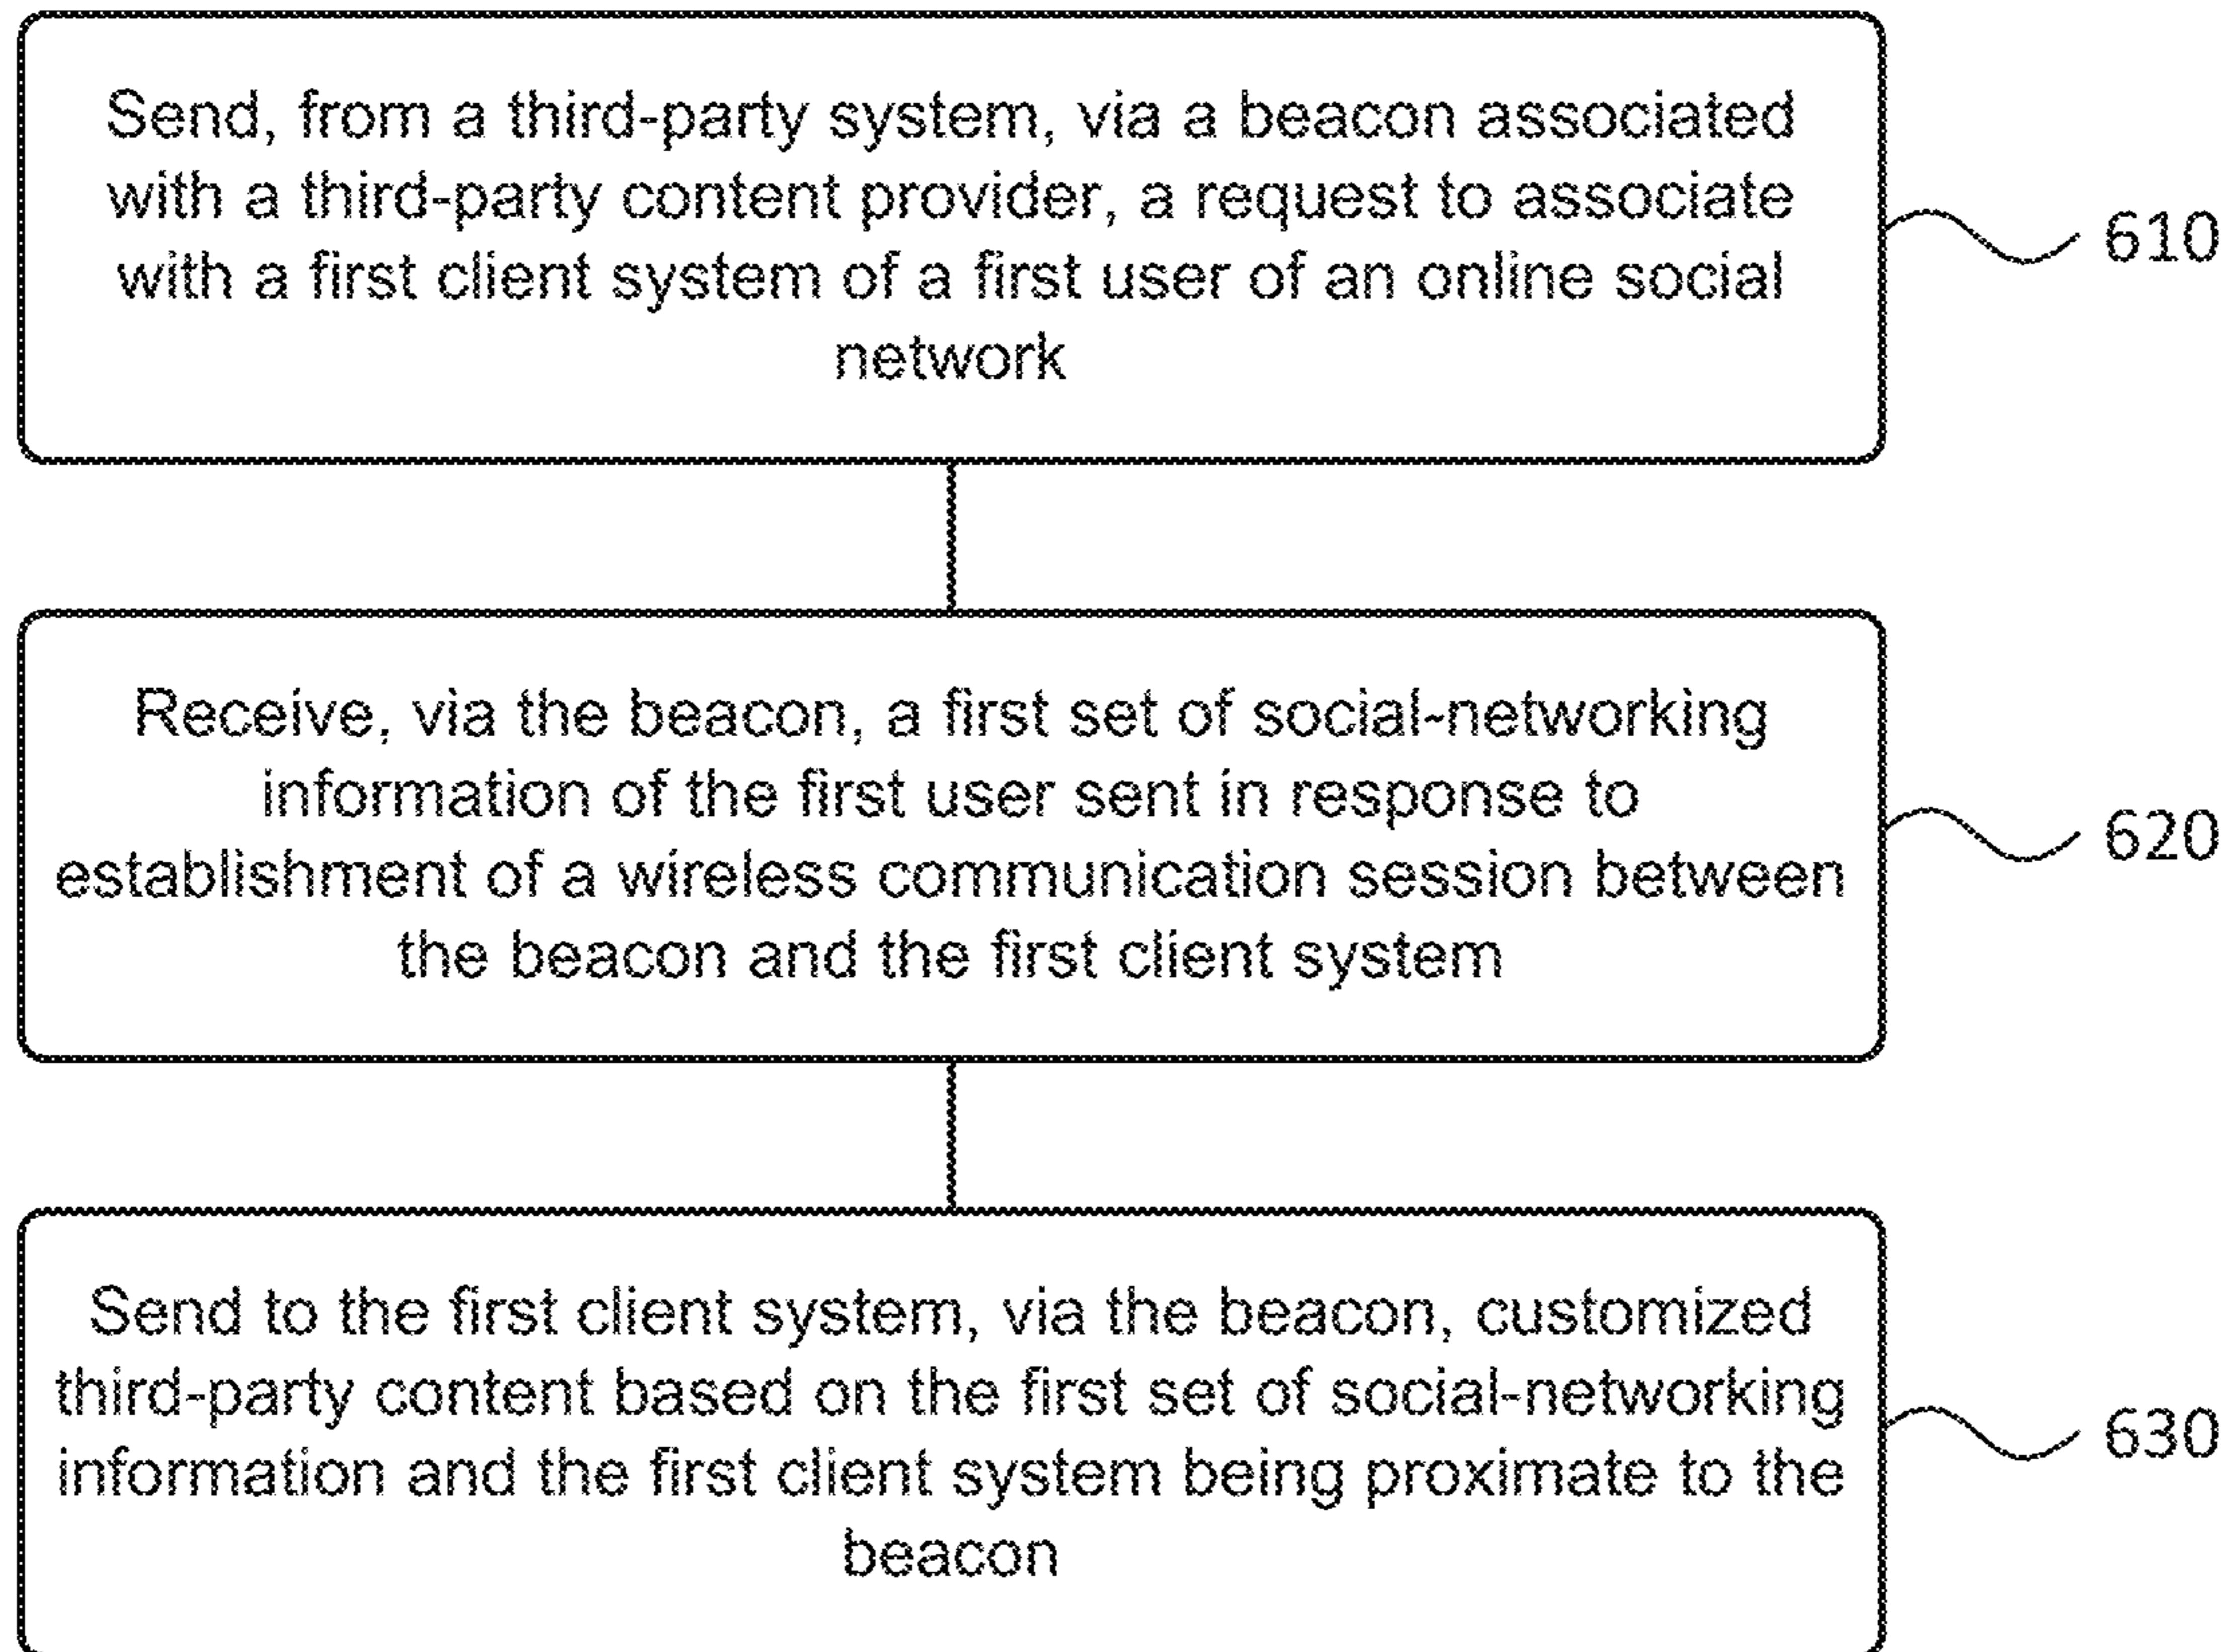 Send, from a third-party system, via a beacon associated
with a third-party content provider, a request to associate
with a first client system of a first user of an online social
network
610
Receive, via the beacon, a first set of social-networking
information of the first user sent in response to
establishment of a wireless communication session between
the beacon and the first client system
620
Send to the first client system, via the beacon, customized
third-party content based on the first set of social-networking
information and the first client system being proximate to the
beacon
630